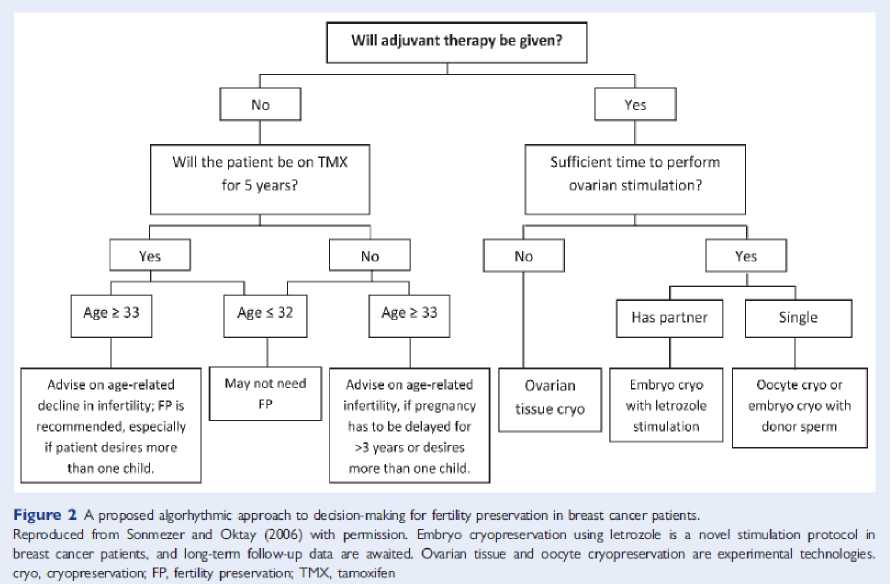 Will adjuvant therapy be given?
No
Yes
Will the patient be on TMX
for 5 years?
Sufficient time to perform
ovarian stimulation?
Yes
No
No
Yes
Age ≥ 33
Age ≤ 32
Age ≥ 33
Has partner
Single
Advise on age-related
decline in infertility; FP is
recommended, especially
if patient desires more
than one child.
May not need
FP
Advise on age-related
infertility, if pregnancy
has to be delayed for
>3 years or desires
more than one child.
Ovarian
tissue cryo
Embryo cryo
with letrozole
stimulation
Oocyte cryo or
embryo cryo with
donor sperm
Figure 2 A proposed algorhythmic approach to decision-making for fertility preservation in breast cancer patients.
Reproduced from Sonmezer and Oktay (2006) with permission. Embryo cryopreservation using letrozole is a novel stimulation protocol in
breast cancer patients, and long-term follow-up data are awaited. Ovarian tissue and oocyte cryopreservation are experimental technologies.
cryo, cryopreservation; FP, fertility preservation; TMX, tamoxifen